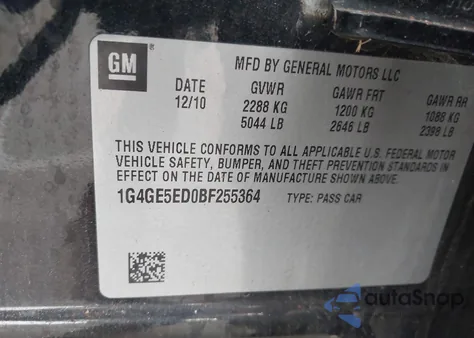 GM
MFD BY GENERAL MOTORS LLC
DATE GVWR GAWR FRT GAWR RR
12/10 2288 KG 1200 KG 1088 KG
5044 LB 2646 LB 2399 LB
THIS VEHICLE CONFORMS TO ALL APPLICABLE U.S. FEDERAL MOTOR
VEHICLE SAFETY, BUMPER, AND THEFT PREVENTION STANDARDS IN
EFFECT ON THE DATE OF MANUFACTURE SHOWN ABOVE.
1G4GE5ED0BF255364 TYPE: PASS CAR
autoSnap